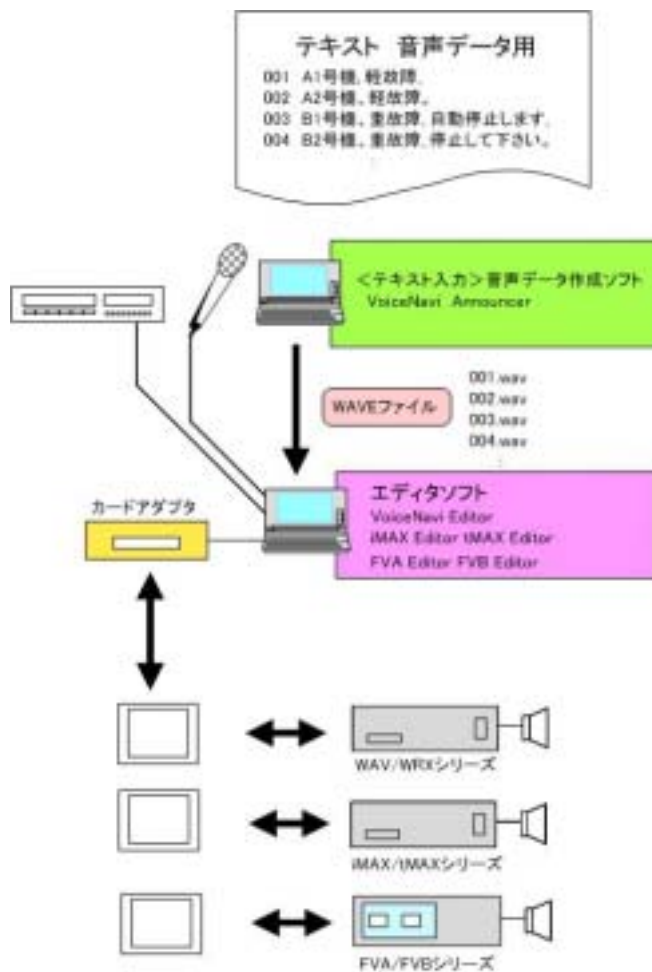 テキスト 音声データ用
001 A1号機、軽故障.
002 A2号機、軽故障。
003 B1号機、重故障、自動停止します.
004 B2号機、重故障、停止して下さい。
<テキスト入力>音声データ作成ソフト
VoiceNavi Announcer
WAVEファイル
001.wav
002.wav
003.wav
004.wav
カードアダプタ
エディタソフト
VoiceNavi Editor
iMAX Editor tMAX Editor
FVA Editor FVB Editor
WAV/WRXシリーズ
iMAX/tMAXシリーズ
FVA/FVBシリーズ